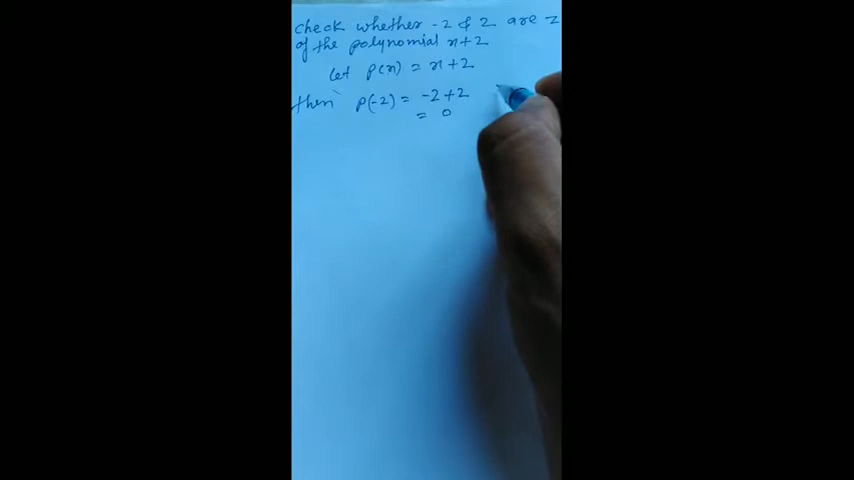 check whether -2 & 2 are z
of the polynomial x+2
let p(x) = x+2
then p(-2) = -2+2
= 0